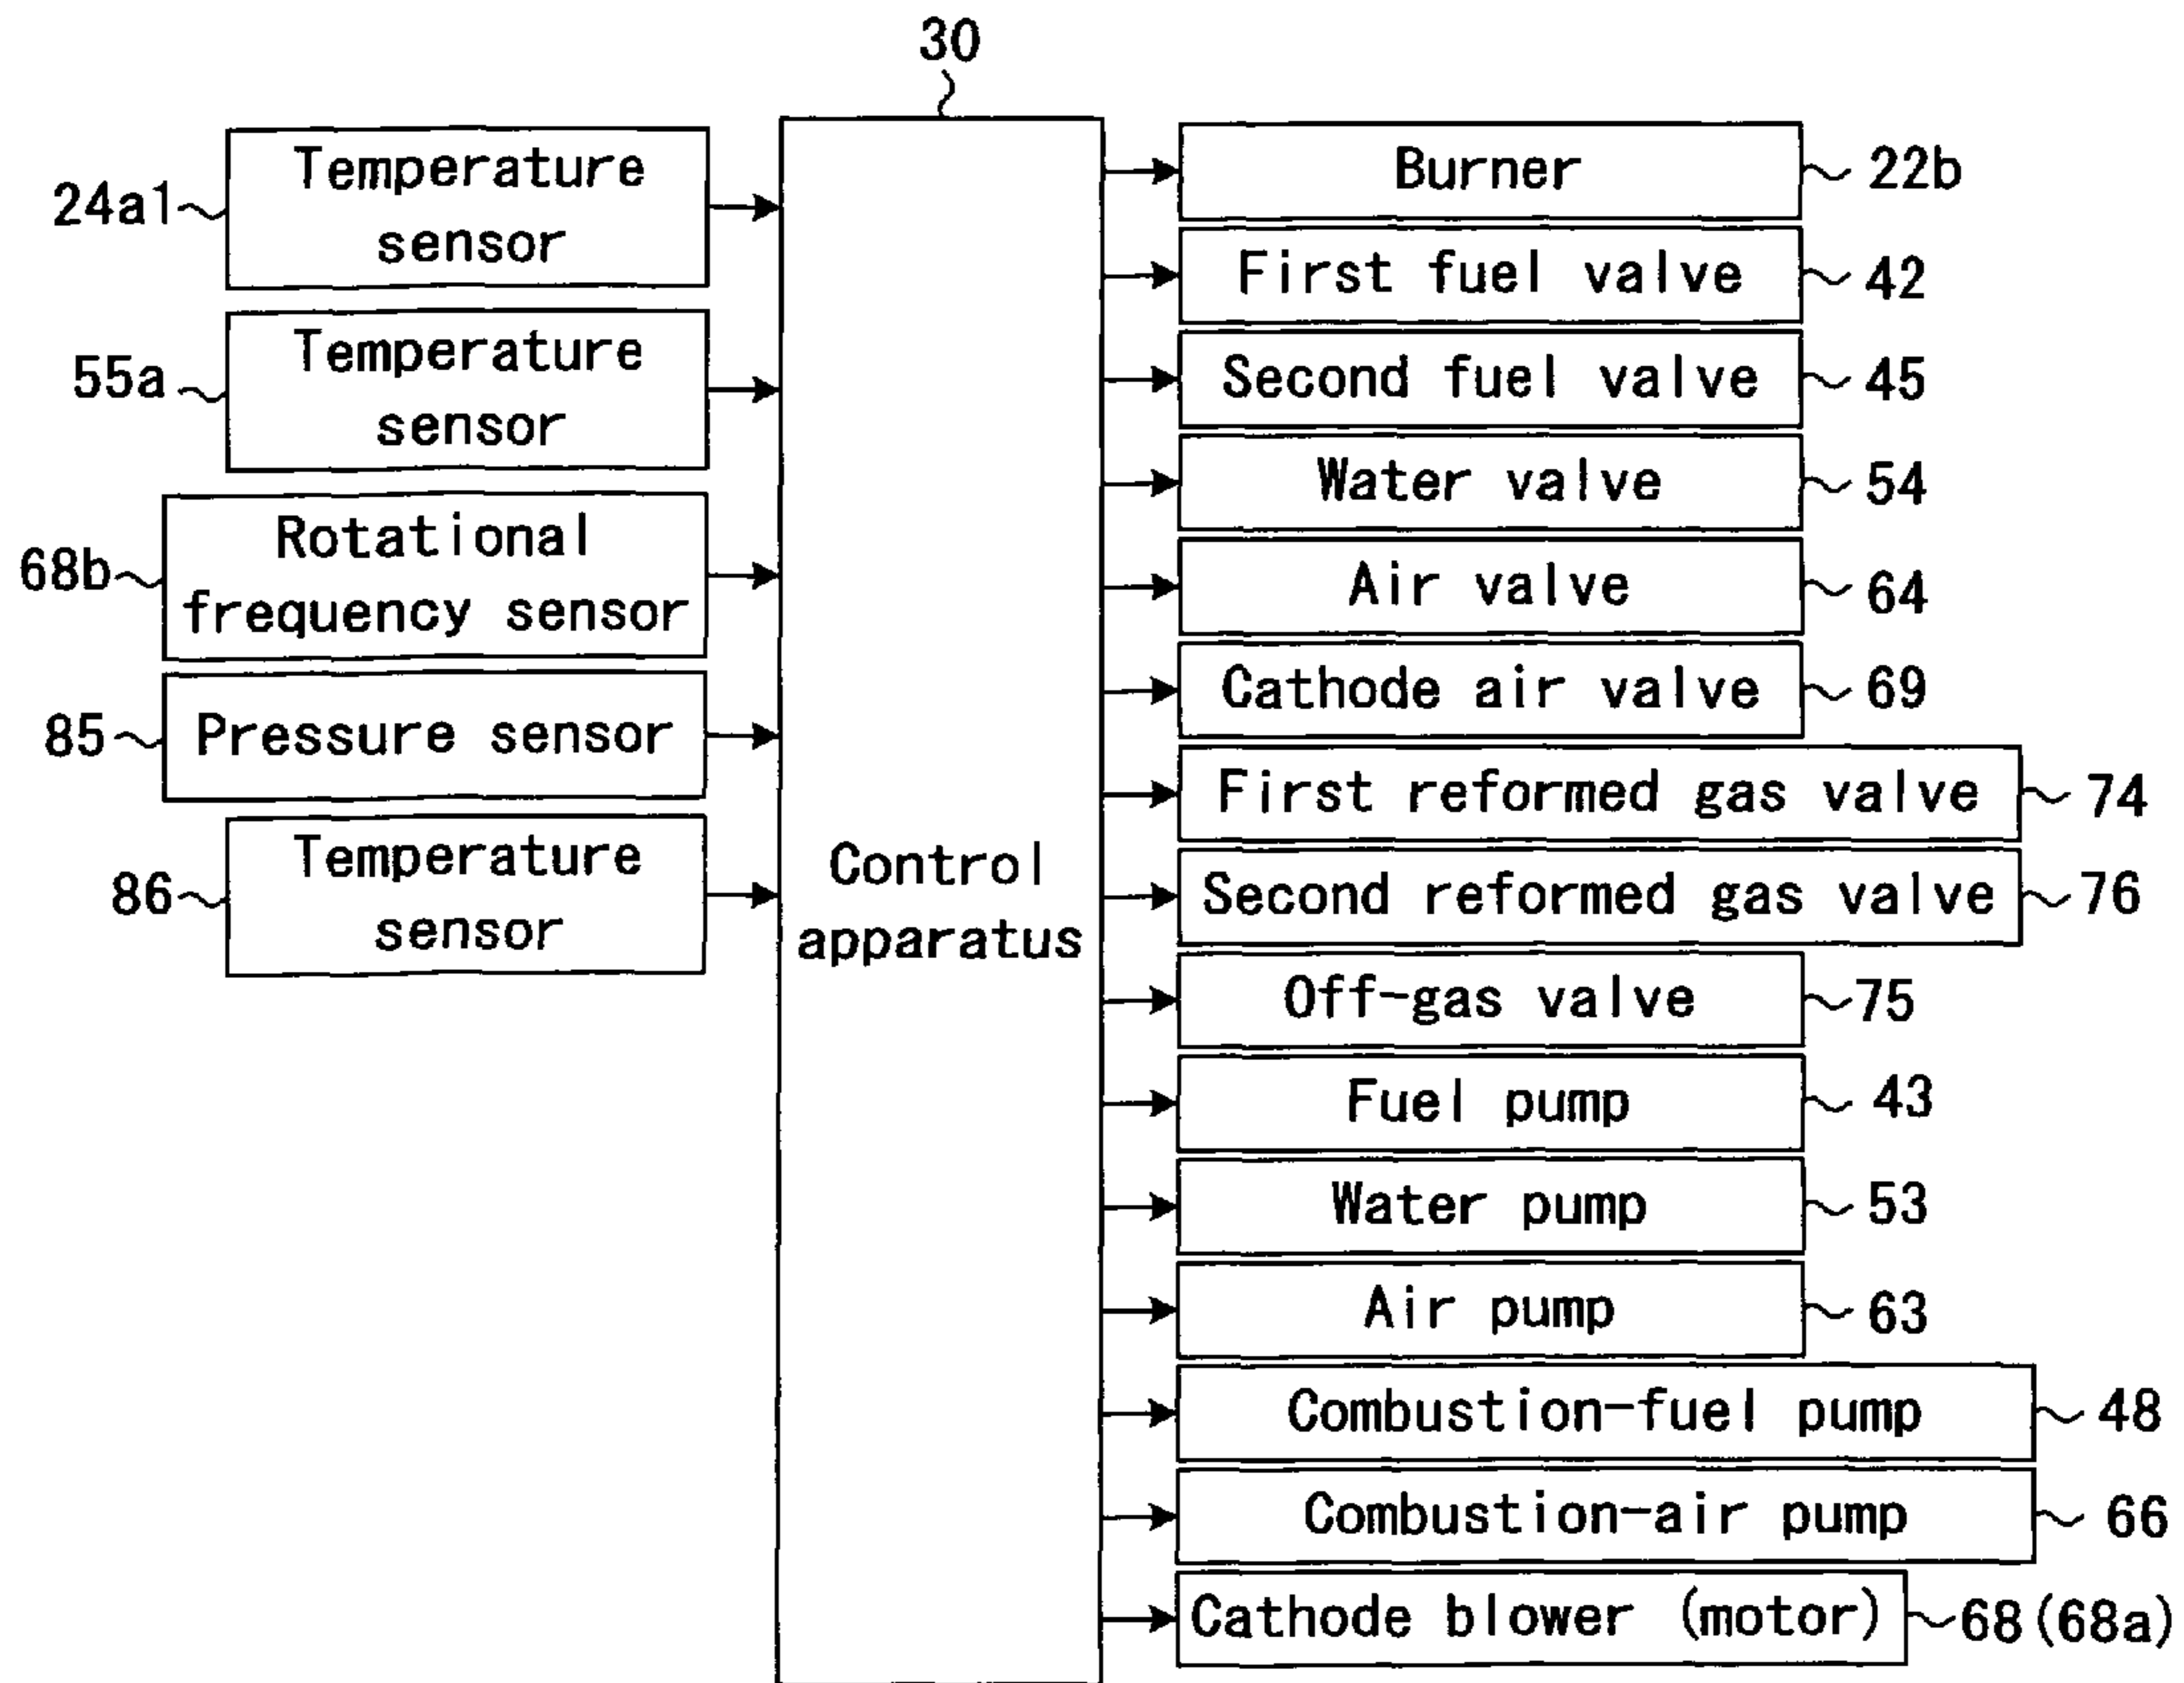 30
24a1
Temperature
sensor
55a
Temperature
sensor
68b
Rotational
frequency sensor
85
Pressure sensor
86
Temperature
sensor
Control
apparatus
Burner 22b
First fuel valve 42
Second fuel valve 45
Water valve 54
Air valve 64
Cathode air valve 69
First reformed gas valve 74
Second reformed gas valve 76
Off-gas valve 75
Fuel pump 43
Water pump 53
Air pump 63
Combustion-fuel pump 48
Combustion-air pump 66
Cathode blower (motor) 68(68a)